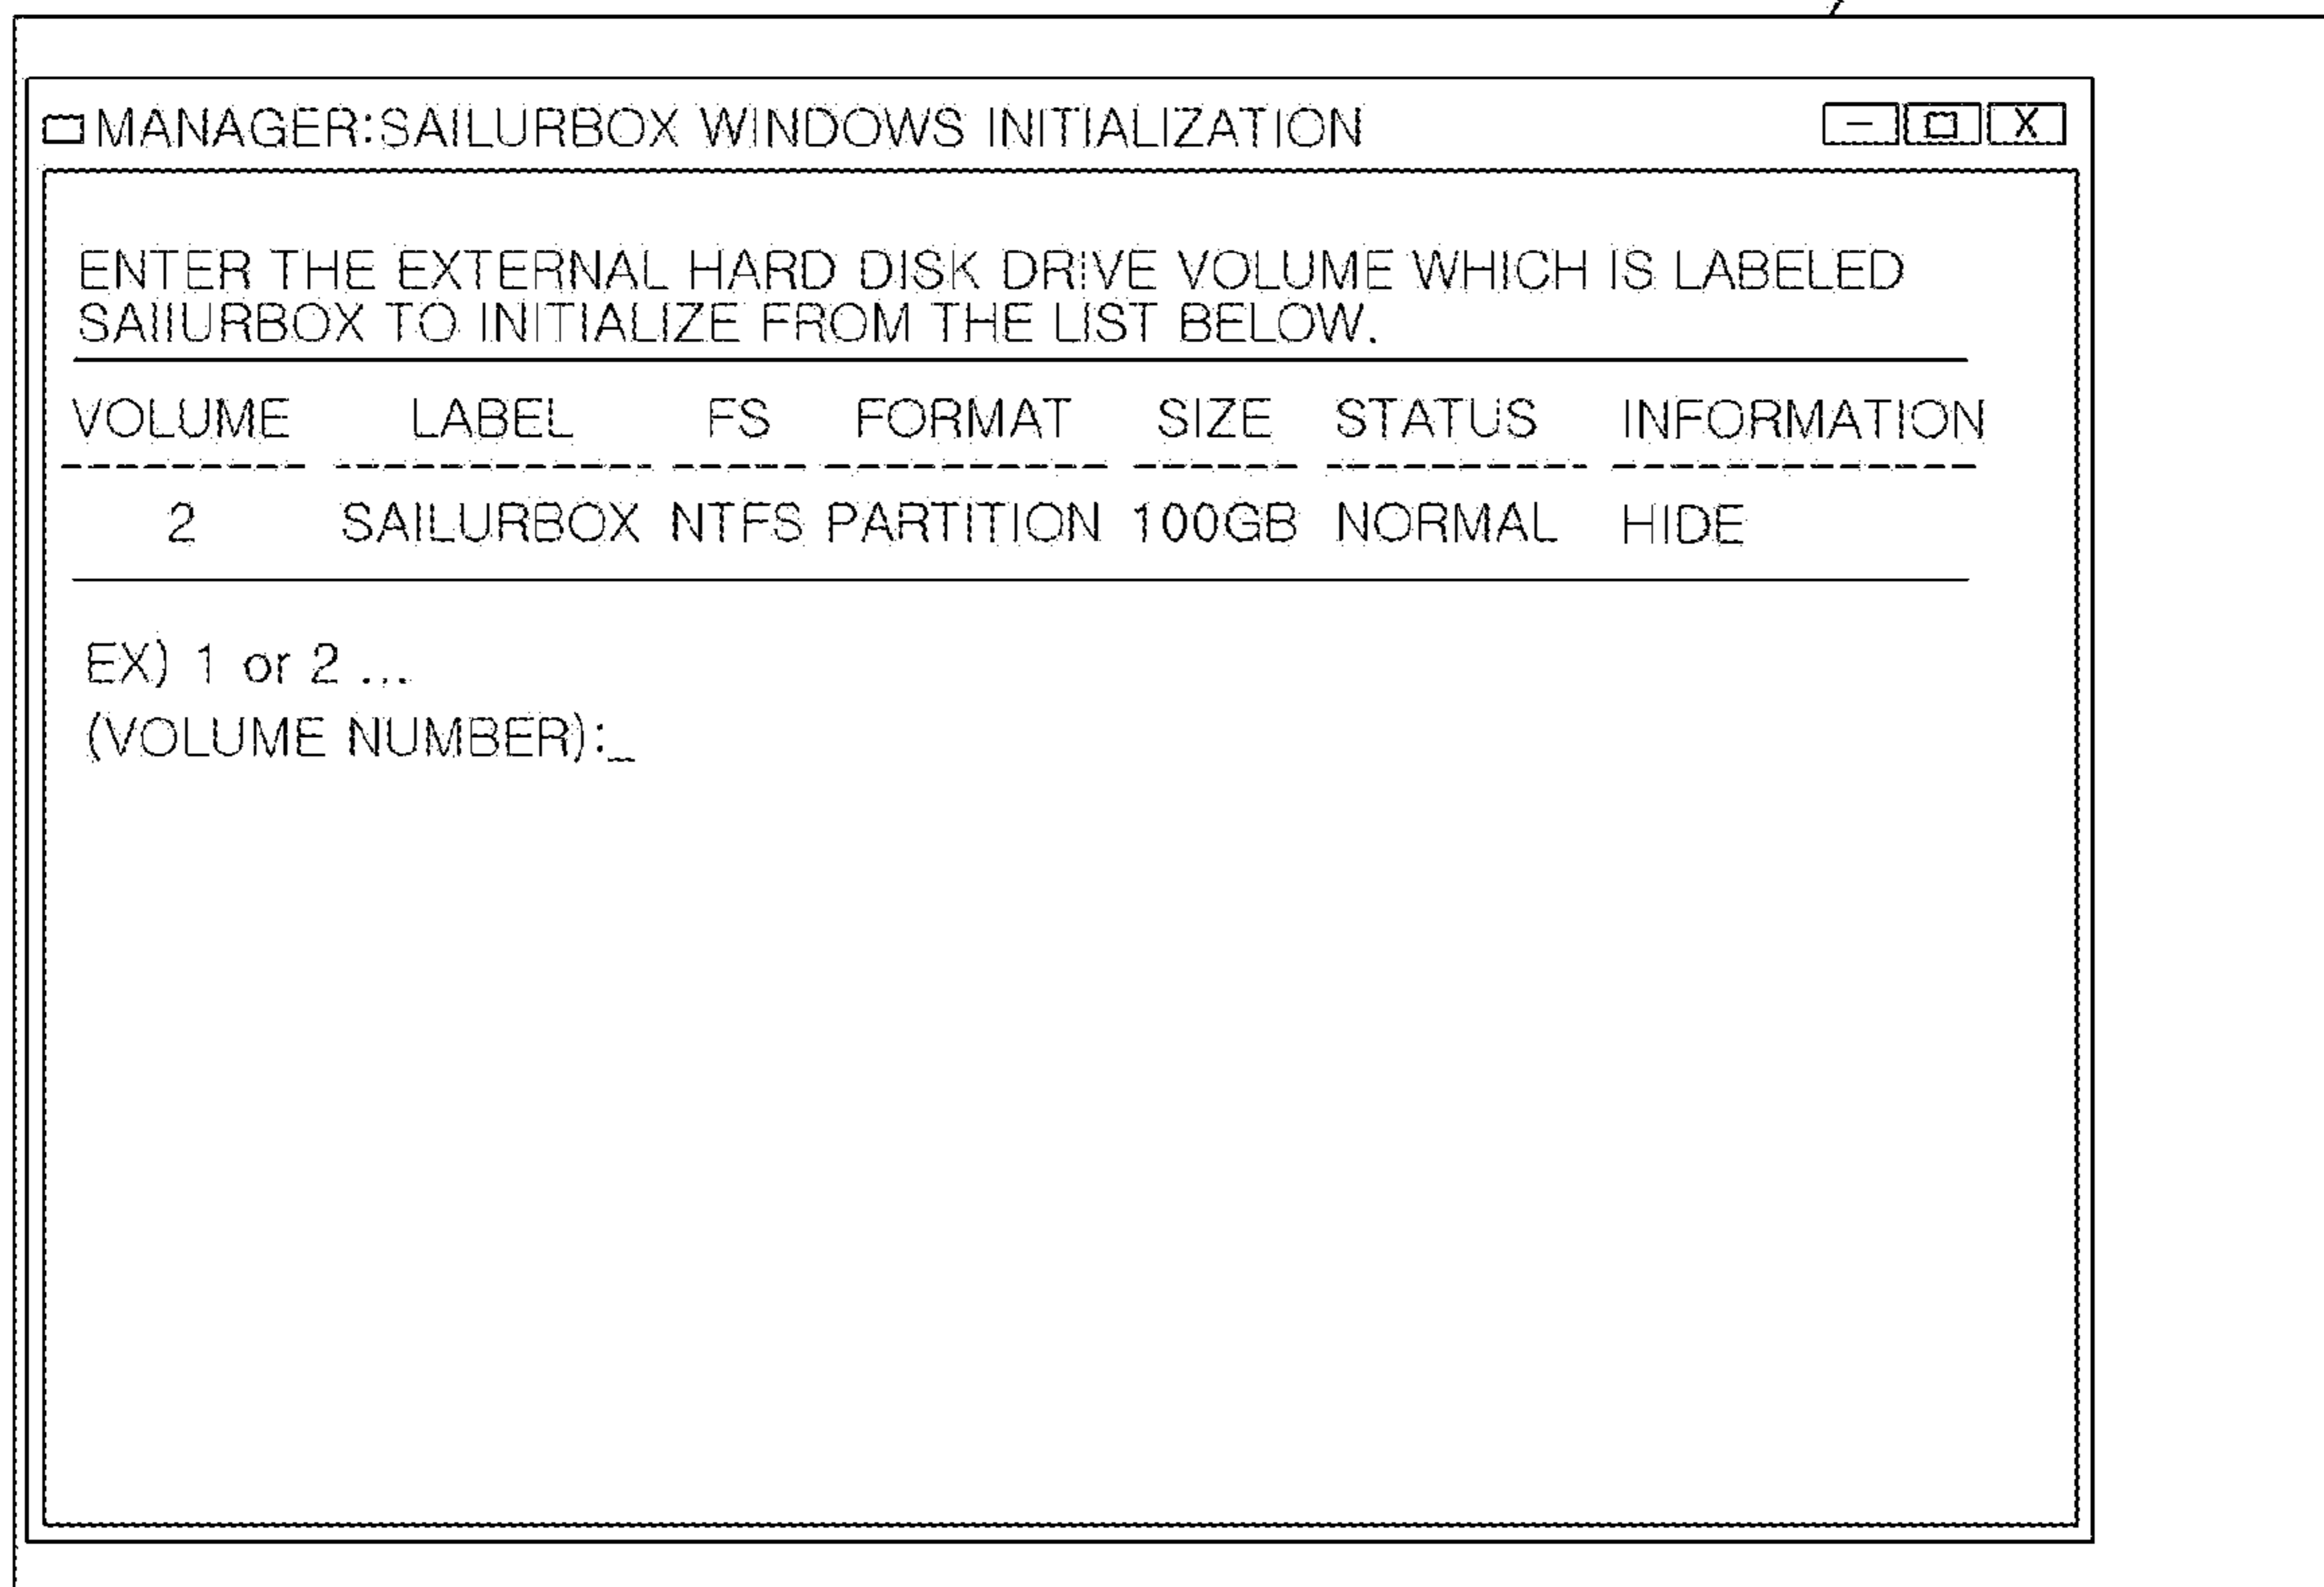 MANAGER:SAILURBOX WINDOWS INITIALIZATION
ENTER THE EXTERNAL HARD DISK DRIVE VOLUME WHICH IS LABELED
SAIIURBOX TO INITIALIZE FROM THE LIST BELOW.
VOLUME LABEL FS FORMAT SIZE STATUS INFORMATION
2 SAILURBOX NTFS PARTITION 100GB NORMAL HIDE
EX) 1 or 2 ...
(VOLUME NUMBER):_